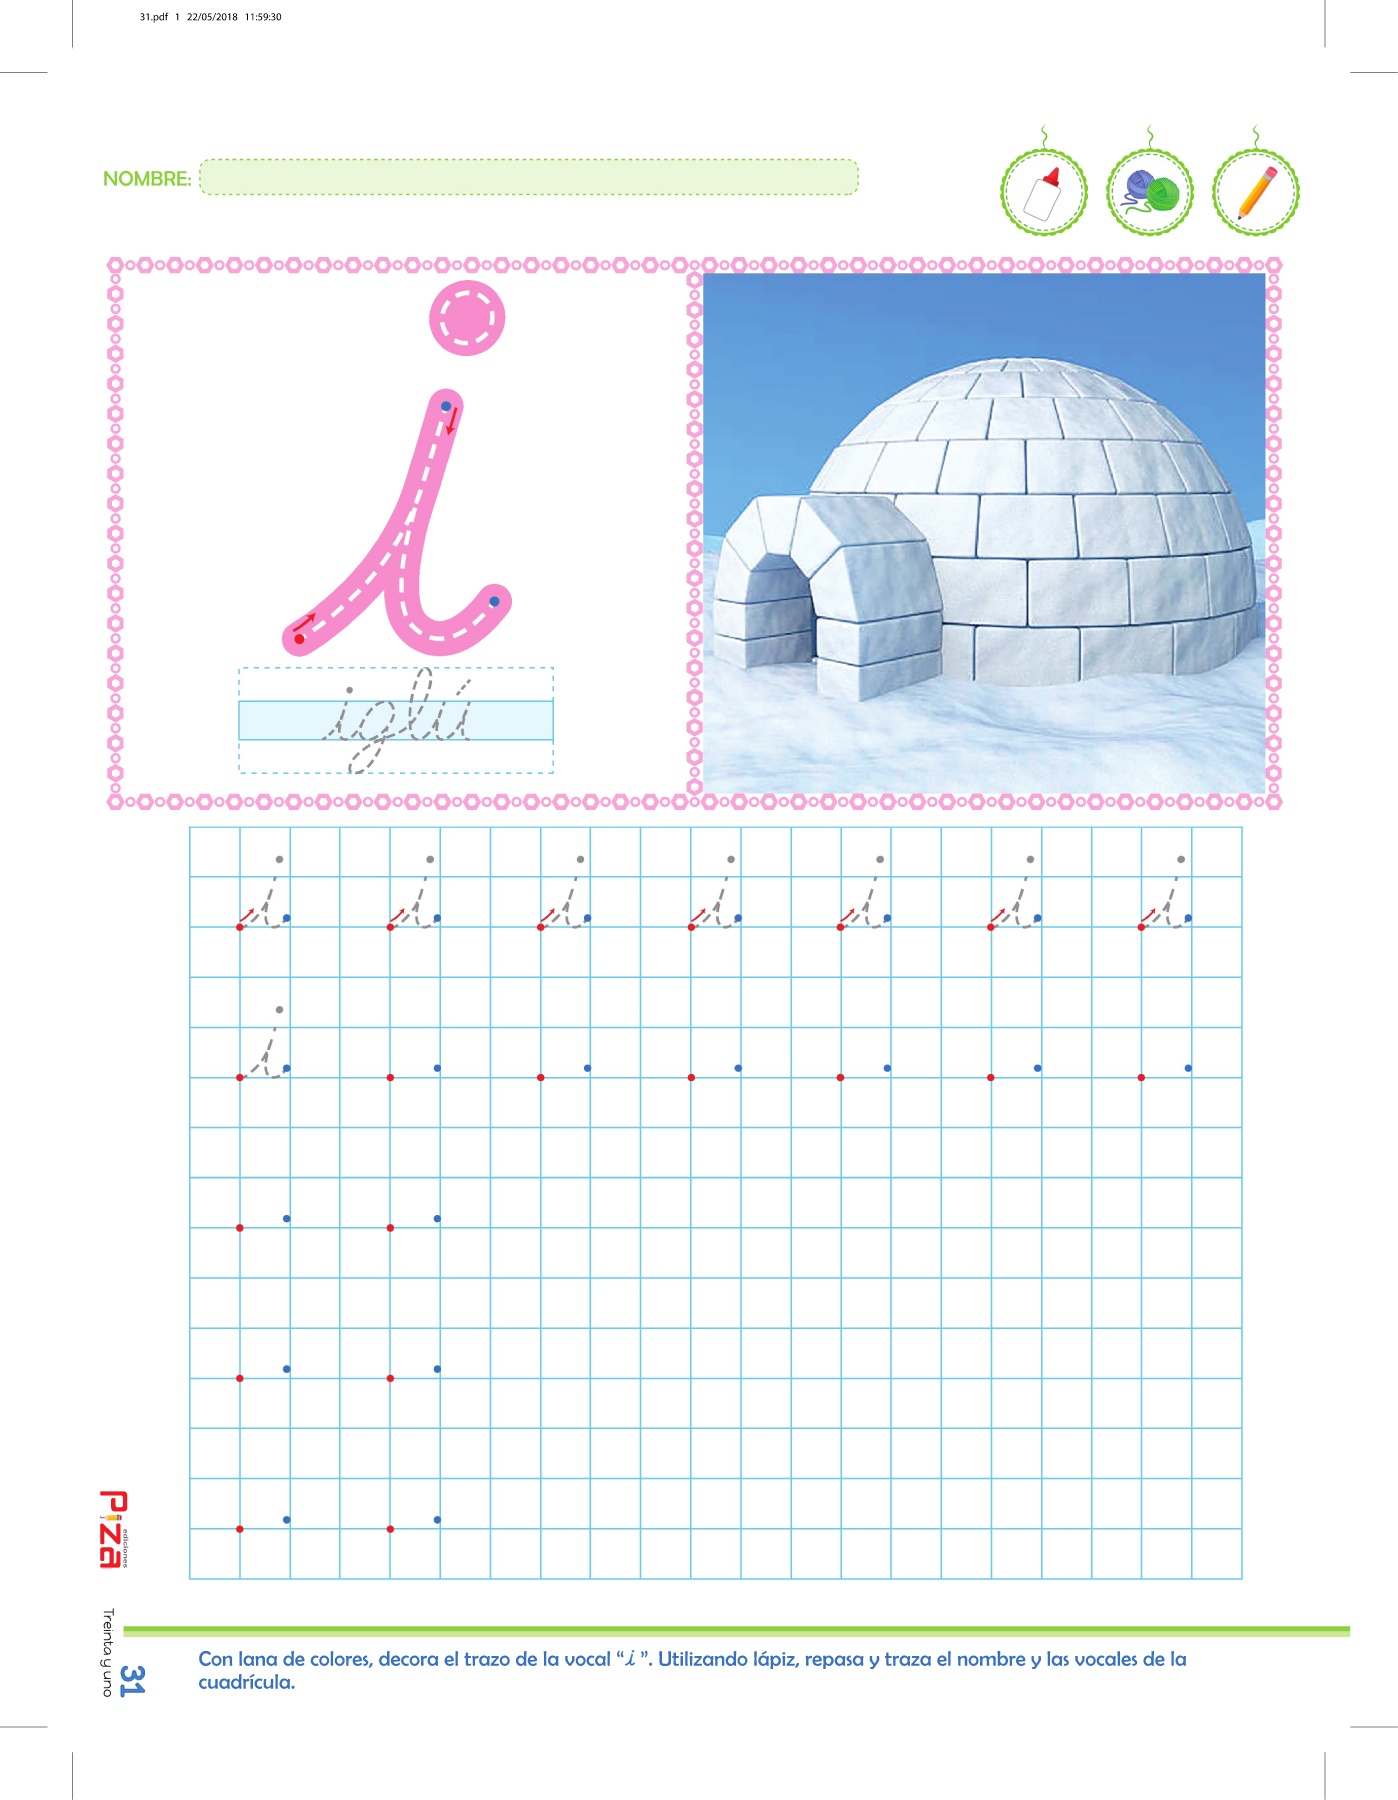 31.pdf 1 22/05/2018 11:59:30
NOMBRE:
i
iglú
i i i i i i i
i
Piza
ediciones
Treinta y uno
31
Con lana de colores, decora el trazo de la vocal “i”. Utilizando lápiz, repasa y traza el nombre y las vocales de la
cuadrícula.